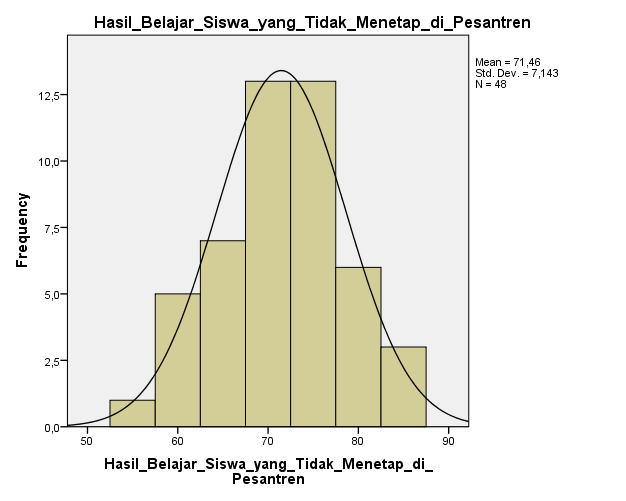 Hasil_Belajar_Siswa_yang_Tidak_Menetap_di_Pesantren
Mean = 71,46
Std. Dev. = 7,143
N = 48
Frequency
12,5
10,0
7,5
5,0
2,5
0,0
50 60 70 80 90
Hasil_Belajar_Siswa_yang_Tidak_Menetap_di_
Pesantren